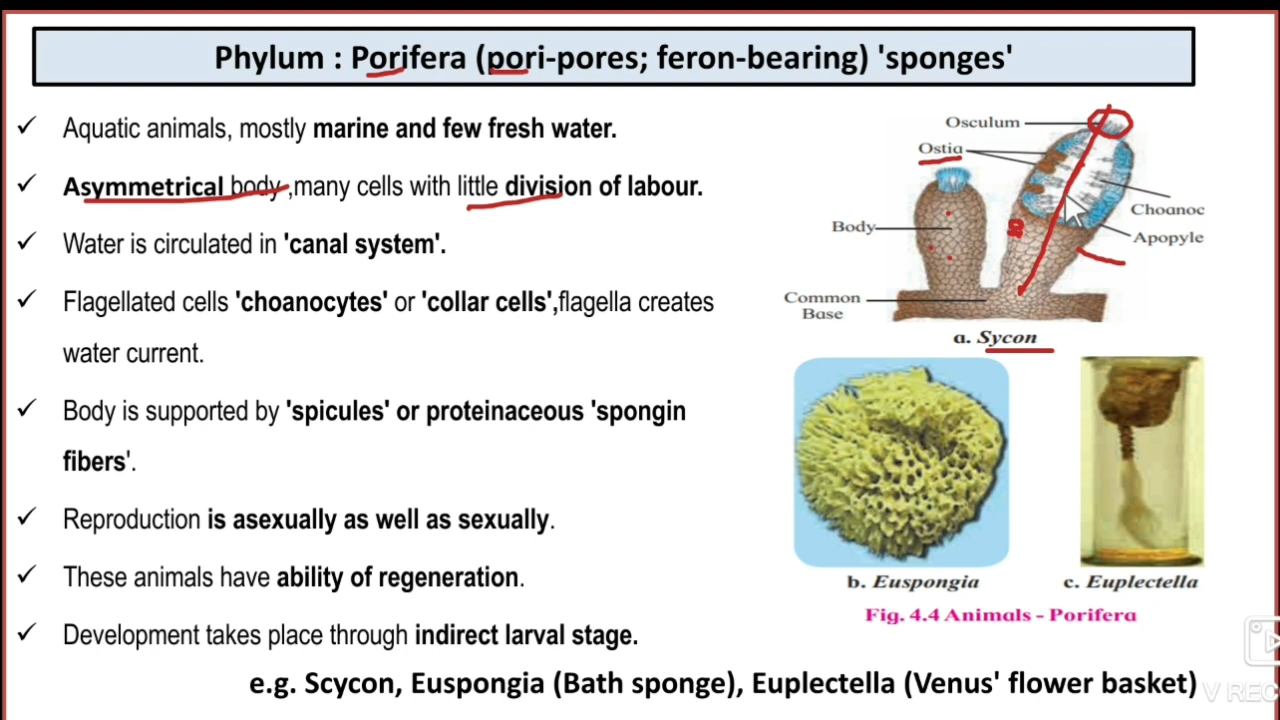 Phylum : Porifera (pori-pores; feron-bearing) 'sponges'
✓ Aquatic animals, mostly marine and few fresh water.
✓ Asymmetrical body ,many cells with little division of labour.
✓ Water is circulated in 'canal system'.
✓ Flagellated cells 'choanocytes' or 'collar cells',flagella creates
water current.
✓ Body is supported by 'spicules' or proteinaceous 'spongin
fibers'.
✓ Reproduction is asexually as well as sexually.
✓ These animals have ability of regeneration.
✓ Development takes place through indirect larval stage.
e.g. Scycon, Euspongia (Bath sponge), Euplectella (Venus' flower basket)
Osculum
Ostia
Body
Choanoc
Apopyle
Common
Base
a. Sycon
b. Euspongia
c. Euplectella
Fig. 4.4 Animals - Porifera
V REC